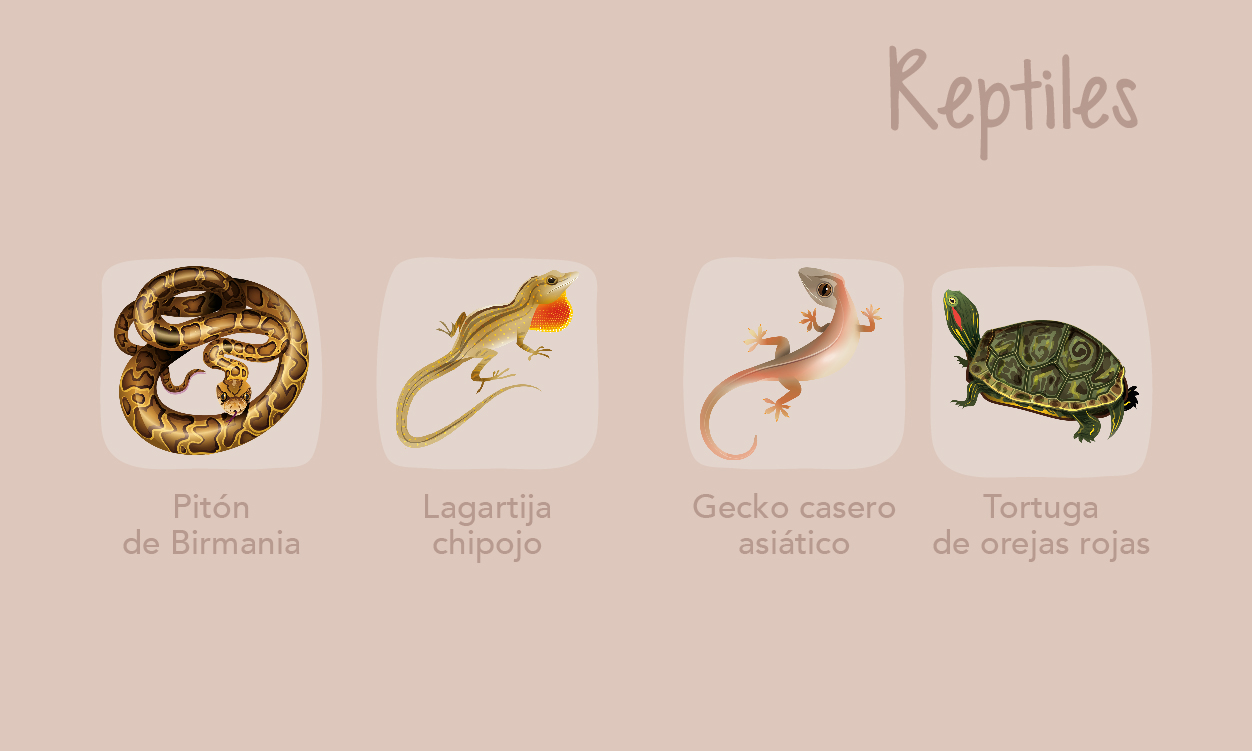 Reptiles
Pitón
de Birmania
Lagartija
chipojo
Gecko casero
asiático
Tortuga
de orejas rojas